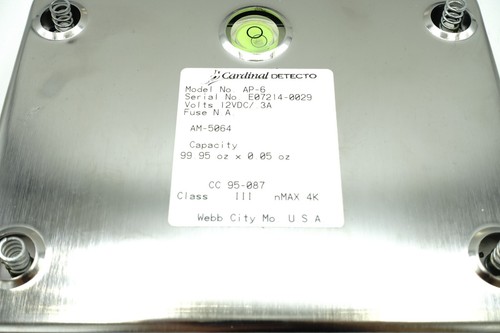 Cardinal DETECTO
Model No. AP-6
Serial No. E07214-0029
Volts 12VDC/.3A
Fuse N A
AM-5064
Capacity
99.95 oz x 0.05 oz
CC 95-087
Class III nMAX 4K
Webb City Mo. U S A